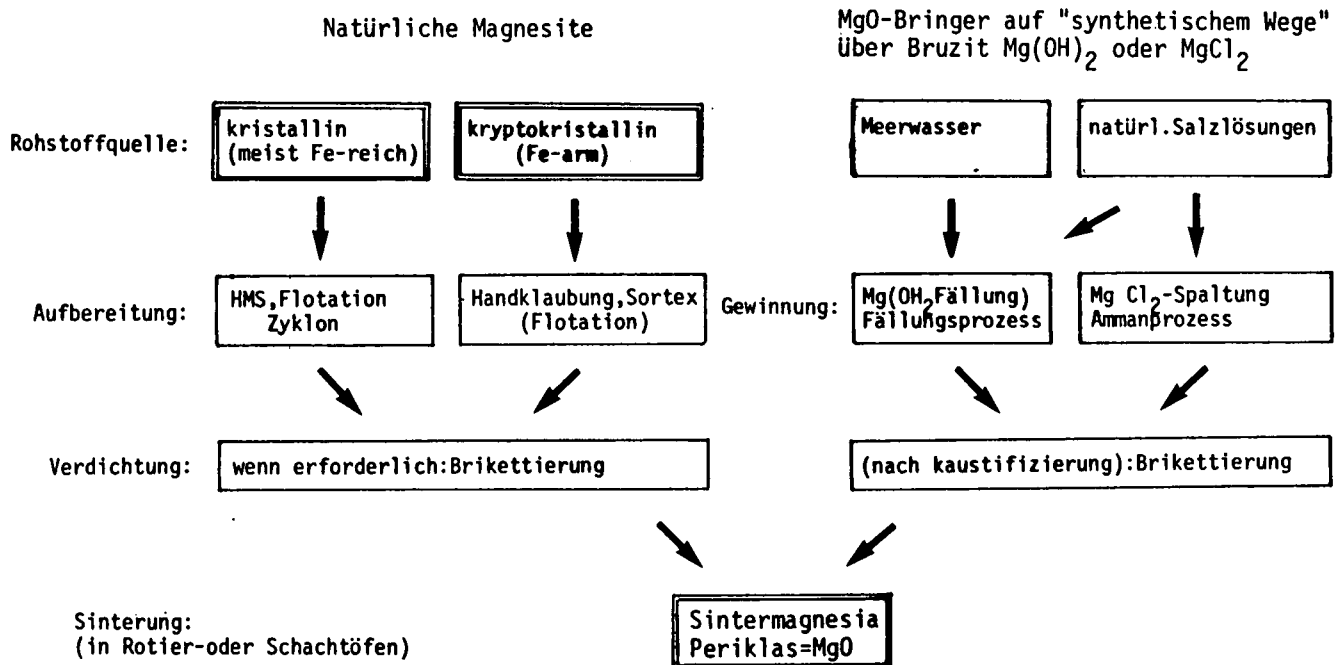 Natürliche Magnesite
MgO-Bringer auf "synthetischem Wege"
über Bruzit Mg(OH)2 oder MgCl2
Rohstoffquelle:
kristallin
(meist Fe-reich)
kryptokristallin
(Fe-arm)
Meerwasser
natürl.Salzlösungen
Aufbereitung:
HMS,Flotation
Zyklon
Handklaubung,Sortex
(Flotation)
Gewinnung:
Mg(OH2Fällung)
Fällungsprozess
Mg Cl2-Spaltung
Ammanprozess
Verdichtung:
wenn erforderlich:Brikettierung
(nach kaustifizierung):Brikettierung
Sinterung:
(in Rotier-oder Schachtöfen)
Sintermagnesia
Periklas=MgO